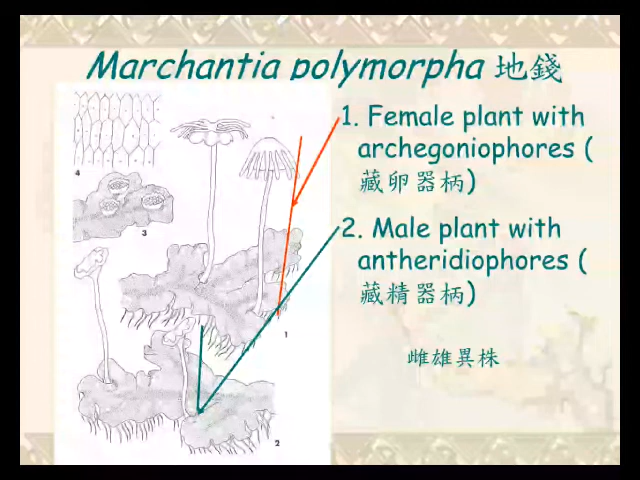 Marchantia polymorpha 地錢
1. Female plant with
archegoniophores (
藏卵器柄)
2. Male plant with
antheridiophores (
藏精器柄)
雌雄異株
4
3
1
2